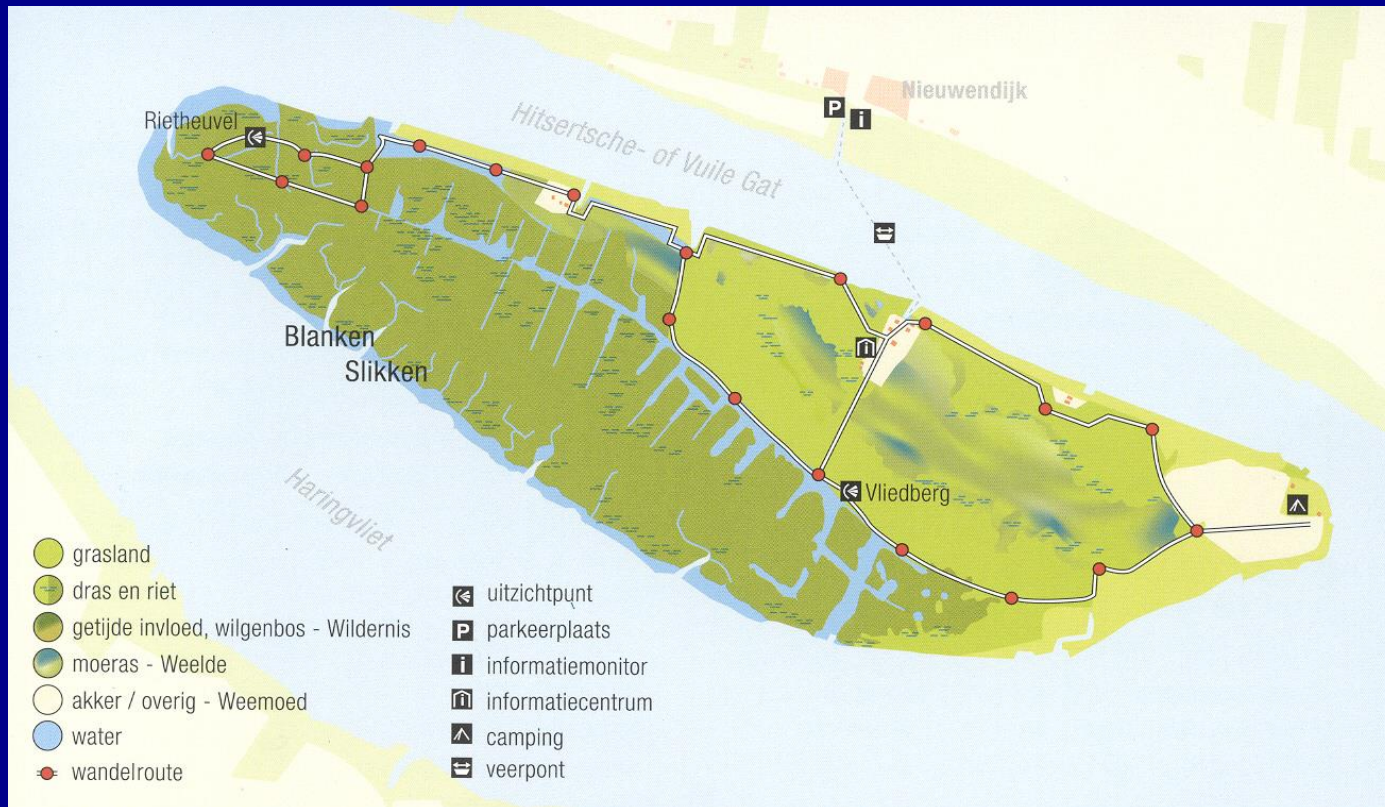 Nieuwendijk
P
i
Hitsertsche- of Vuile Gat
Rietheuvel
Blanken
Slikken
Vliedberg
Haringvliet
grasland
dras en riet
getijde invloed, wilgenbos - Wildernis
moeras - Weelde
akker / overig - Weemoed
water
wandelroute
uitzichtpunt
P parkeerplaats
i informatiemonitor
informatiecentrum
camping
veerpont